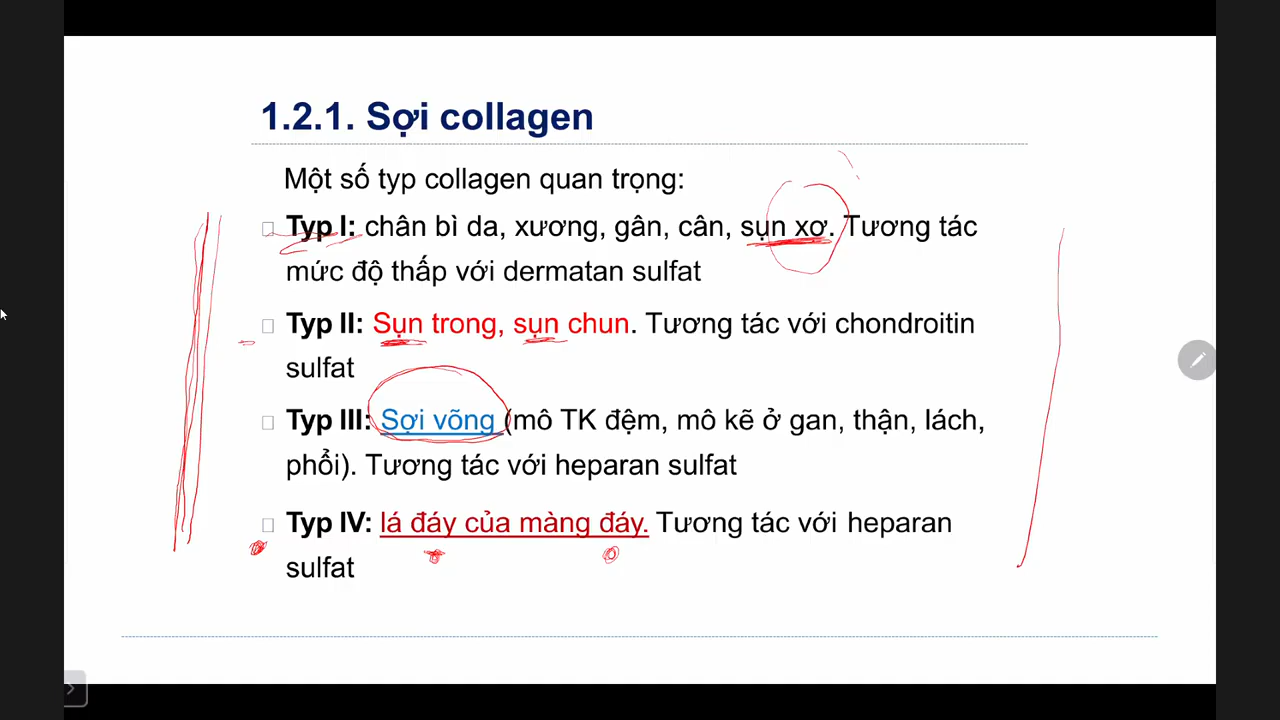 1.2.1. Sợi collagen
Một số typ collagen quan trọng:
Typ I: chân bì da, xương, gân, cân, sụn xơ. Tương tác
mức độ thấp với dermatan sulfat
Typ II: Sụn trong, sụn chun. Tương tác với chondroitin
sulfat
Typ III: Sợi võng (mô TK đệm, mô kẽ ở gan, thận, lách,
phổi). Tương tác với heparan sulfat
Typ IV: lá đáy của màng đáy. Tương tác với heparan
sulfat